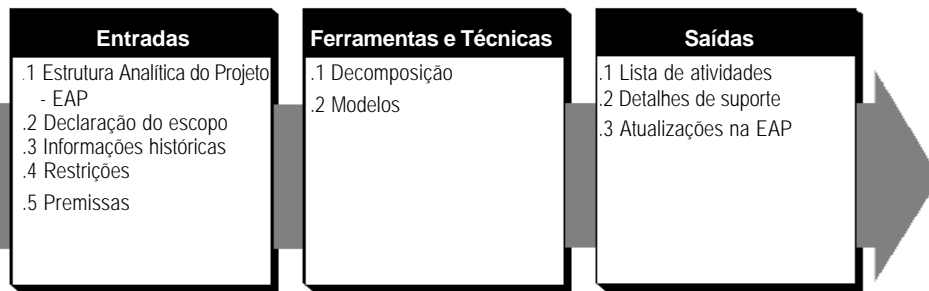 Entradas
.1 Estrutura Analítica do Projeto
- EAP
.2 Declaração do escopo
.3 Informações históricas
.4 Restrições
.5 Premissas
Ferramentas e Técnicas
.1 Decomposição
.2 Modelos
Saídas
.1 Lista de atividades
.2 Detalhes de suporte
.3 Atualizações na EAP